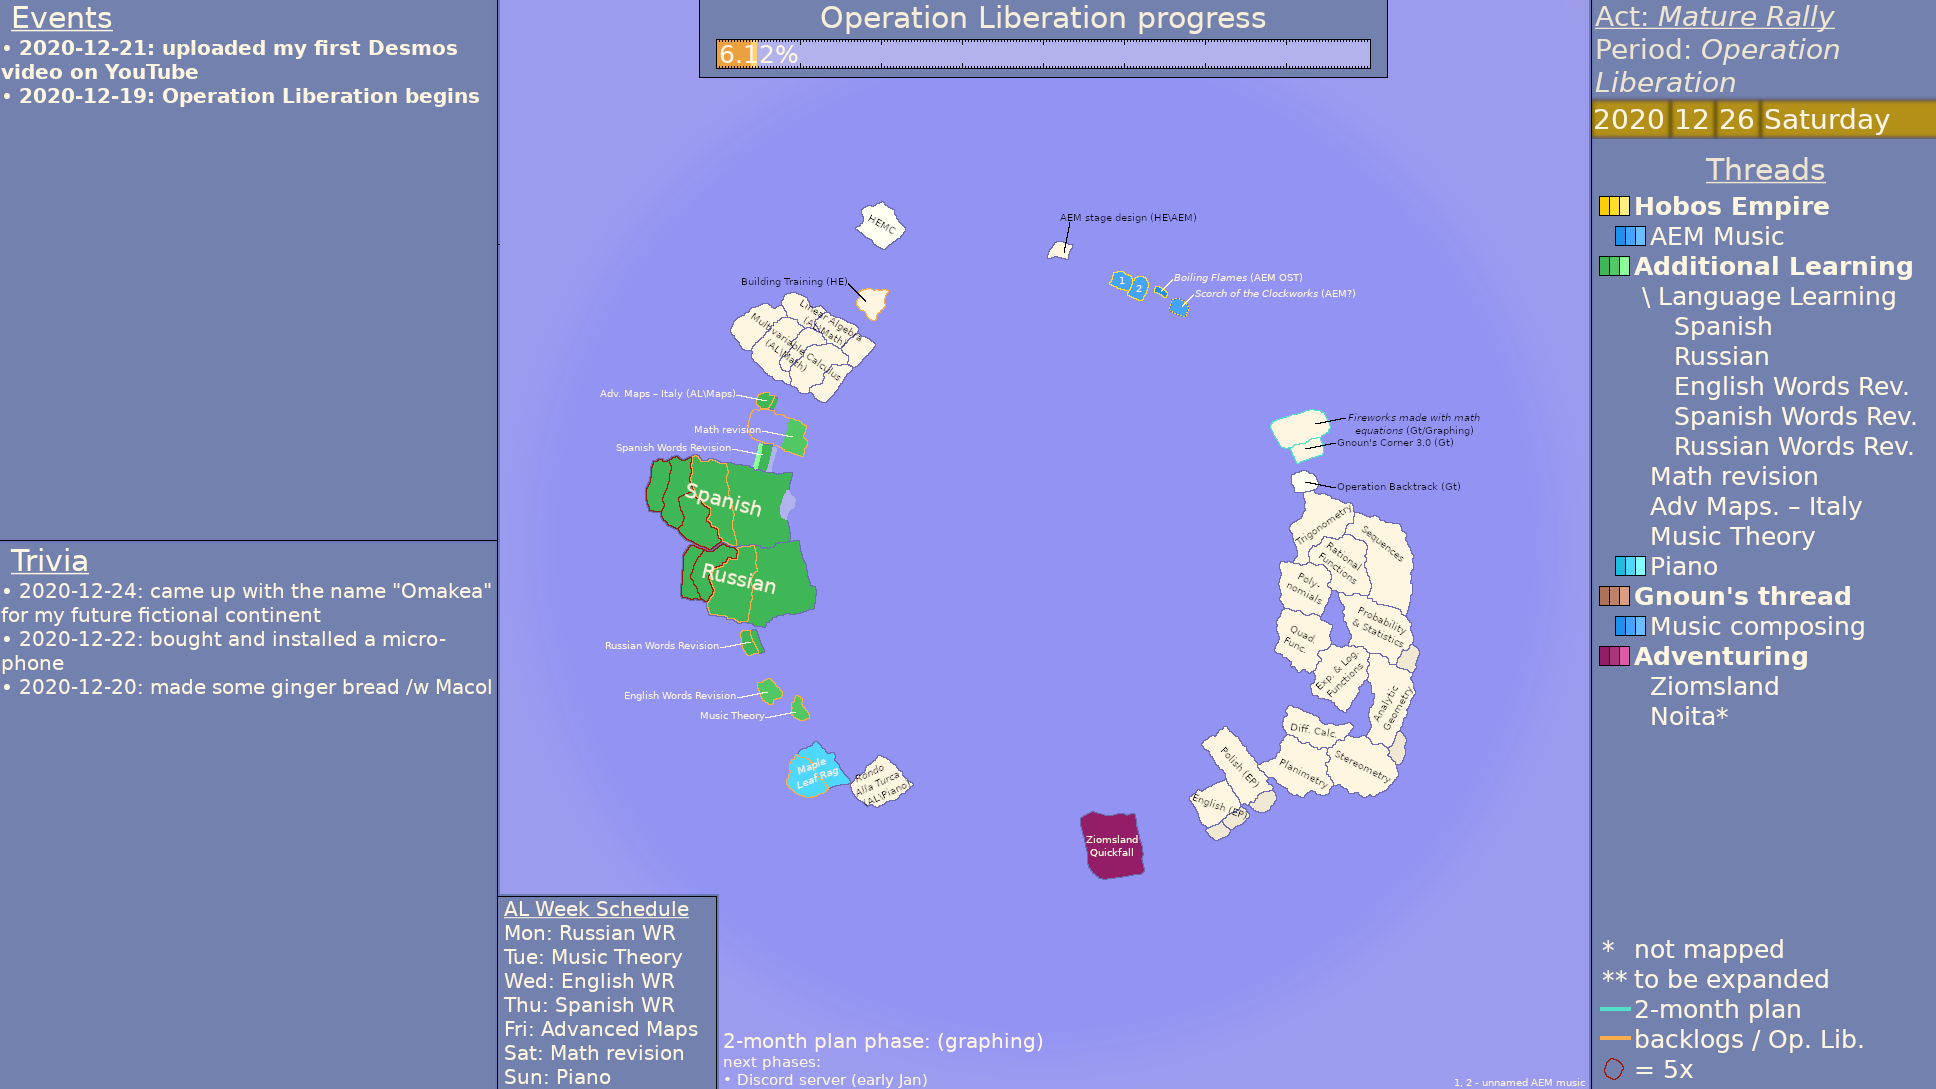 Events
• 2020-12-21: uploaded my first Desmos
video on YouTube
• 2020-12-19: Operation Liberation begins
Trivia
• 2020-12-24: came up with the name "Omakea"
for my future fictional continent
• 2020-12-22: bought and installed a micro-
phone
• 2020-12-20: made some ginger bread /w Macol
Operation Liberation progress
6.12%
HEMC
AEM stage design (HE\AEM)
Building Training (HE)
1
2
Boiling Flames (AEM OST)
Scorch of the Clockworks (AEM?)
Linear Algebra
(AL\Math)
Multivariable Calculus
(AL\Math)
Adv. Maps – Italy (AL\Maps)
Math revision
Spanish Words Revision
Spanish
Russian
Russian Words Revision
English Words Revision
Music Theory
Maple
Leaf Rag
Rondo
Alla Turca
(AL\Piano)
Fireworks made with math
equations (Gt/Graphing)
Gnoun's Corner 3.0 (Gt)
Operation Backtrack (Gt)
Trigonometry
Sequences
Rational
Functions
Poly-
nomials
Probability
& Statistics
Quad.
Func.
Exp. & Log.
Functions
Analytic
Geometry
Diff. Calc.
Planimetry
Stereometry
Polish (EP)
English (EP)
Ziomsland
Quickfall
AL Week Schedule
Mon: Russian WR
Tue: Music Theory
Wed: English WR
Thu: Spanish WR
Fri: Advanced Maps
Sat: Math revision
Sun: Piano
2-month plan phase: (graphing)
next phases:
• Discord server (early Jan)
1, 2 - unnamed AEM music
Act: Mature Rally
Period: Operation
Liberation
2020 12 26 Saturday
Threads
Hobos Empire
AEM Music
Additional Learning
\ Language Learning
Spanish
Russian
English Words Rev.
Spanish Words Rev.
Russian Words Rev.
Math revision
Adv Maps. – Italy
Music Theory
Piano
Gnoun's thread
Music composing
Adventuring
Ziomsland
Noita*
* not mapped
** to be expanded
2-month plan
backlogs / Op. Lib.
= 5x